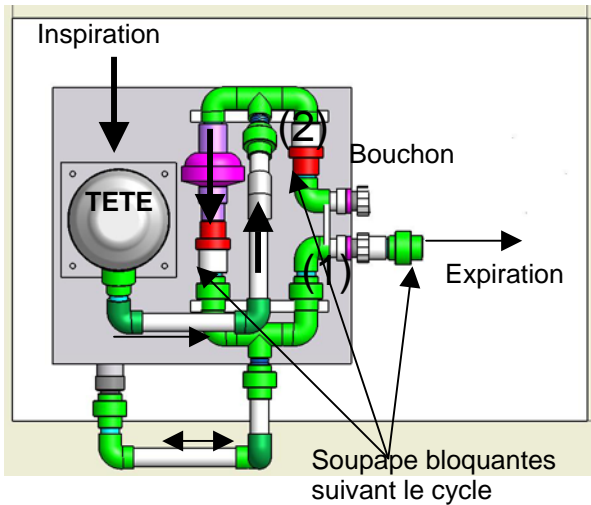 Inspiration
(2)
Bouchon
TETE
(1)
Expiration
Soupape bloquantes
suivant le cycle